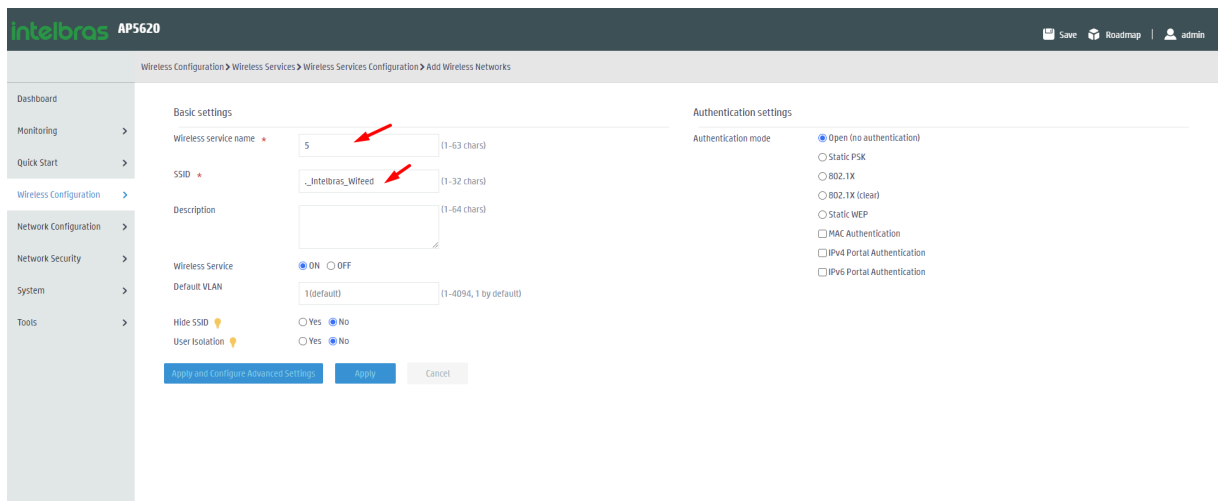 intelbras AP5620
Save Roadmap | admin
Wireless Configuration > Wireless Services > Wireless Services Configuration > Add Wireless Networks
Dashboard
Monitoring >
Quick Start >
Wireless Configuration >
Network Configuration >
Network Security >
System >
Tools >
Basic settings
Wireless service name * 5 (1-63 chars)
SSID * ._Intelbras_Wifeed (1-32 chars)
Description (1-64 chars)
Wireless Service ON OFF
Default VLAN 1(default) (1-4094, 1 by default)
Hide SSID Yes No
User Isolation Yes No
Apply and Configure Advanced Settings Apply Cancel
Authentication settings
Authentication mode Open (no authentication)
Static PSK
802.1X
802.1X (clear)
Static WEP
MAC Authentication
IPv4 Portal Authentication
IPv6 Portal Authentication